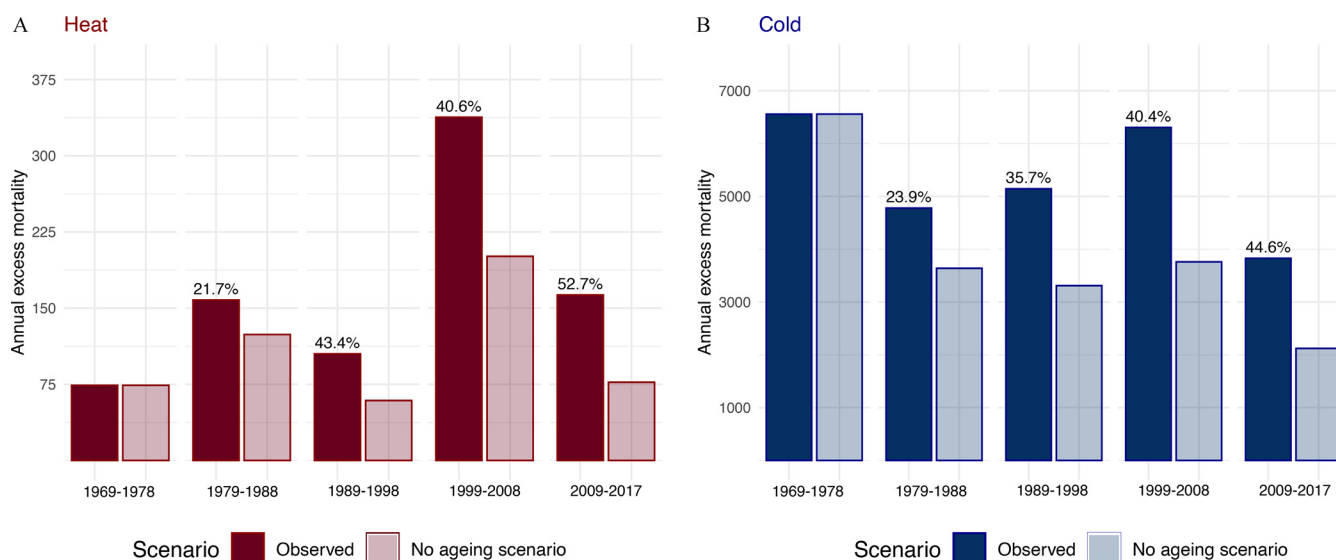 A Heat
Annual excess mortality
375
300
225
150
75
21.7%
43.4%
40.6%
52.7%
1969-1978 1979-1988 1989-1998 1999-2008 2009-2017
Scenario Observed No ageing scenario
B Cold
Annual excess mortality
7000
5000
3000
1000
23.9%
35.7%
40.4%
44.6%
1969-1978 1979-1988 1989-1998 1999-2008 2009-2017
Scenario Observed No ageing scenario